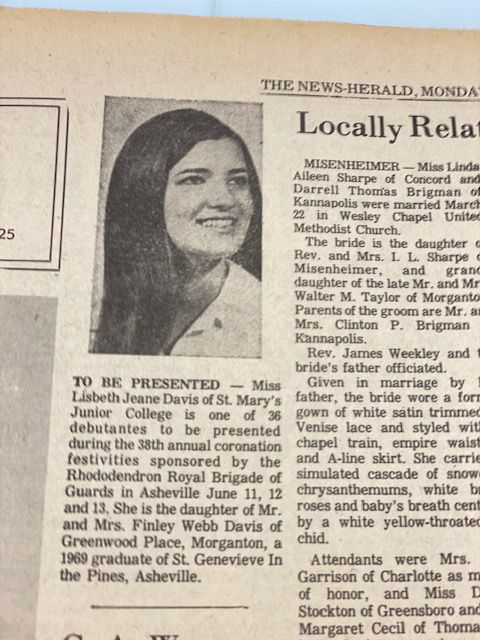 THE NEWS-HERALD, MONDA
25
TO BE PRESENTED — Miss
Lisbeth Jeane Davis of St. Mary's
Junior College is one of 36
debutantes to be presented
during the 38th annual coronation
festivities sponsored by the
Rhododendron Royal Brigade of
Guards in Asheville June 11, 12
and 13. She is the daughter of Mr.
and Mrs. Finley Webb Davis of
Greenwood Place, Morganton, a
1969 graduate of St. Genevieve In
the Pines, Asheville.
Locally Relat
MISENHEIMER — Miss Linda
Aileen Sharpe of Concord and
Darrell Thomas Brigman of
Kannapolis were married March
22 in Wesley Chapel United
Methodist Church.
The bride is the daughter o
Rev. and Mrs. I. L. Sharpe o
Misenheimer, and grand
daughter of the late Mr. and Mr
Walter M. Taylor of Morganto
Parents of the groom are Mr. a
Mrs. Clinton P. Brigman
Kannapolis.
Rev. James Weekley and t
bride's father officiated.
Given in marriage by
father, the bride wore a for
gown of white satin trimmed
Venise lace and styled with
chapel train, empire waist
and A-line skirt. She carrie
simulated cascade of snow
chrysanthemums, white b
roses and baby's breath cent
by a white yellow-throated
chid.
Attendants were Mrs.
Garrison of Charlotte as m
of honor, and Miss D
Stockton of Greensboro and
Margaret Cecil of Thoma